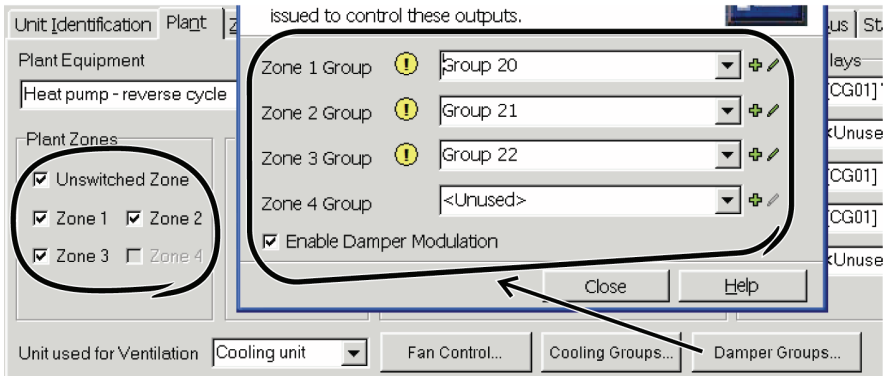 Unit Identification
Plant
Z
Plant Equipment
Heat pump - reverse cycle
Plant Zones
Unswitched Zone
Zone 1
Zone 2
Zone 3
Zone 4
issued to control these outputs.
Zone 1 Group
Group 20
Zone 2 Group
Group 21
Zone 3 Group
Group 22
Zone 4 Group
<Unused>
Enable Damper Modulation
Close
Help
us
St
lays
[CG01]
<Unuse
[CG01]
[CG01]
<Unuse
Unit used for Ventilation
Cooling unit
Fan Control...
Cooling Groups...
Damper Groups...